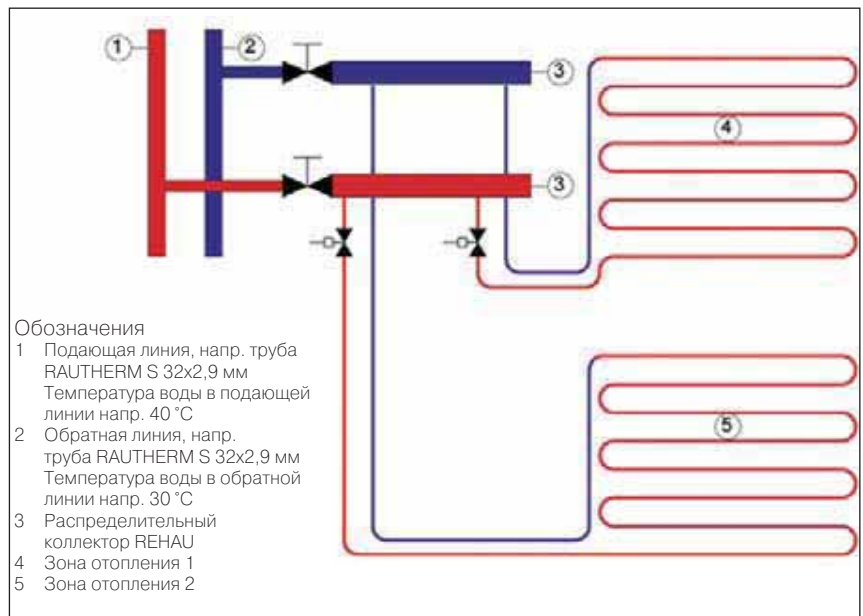 1
2
3
3
4
5
Обозначения
1 Подающая линия, напр. труба
RAUTHERM S 32x2,9 мм
Температура воды в подающей
линии напр. 40 °C
2 Обратная линия, напр.
труба RAUTHERM S 32x2,9 мм
Температура воды в обратной
линии напр. 30 °C
3 Распределительный
коллектор REHAU
4 Зона отопления 1
5 Зона отопления 2